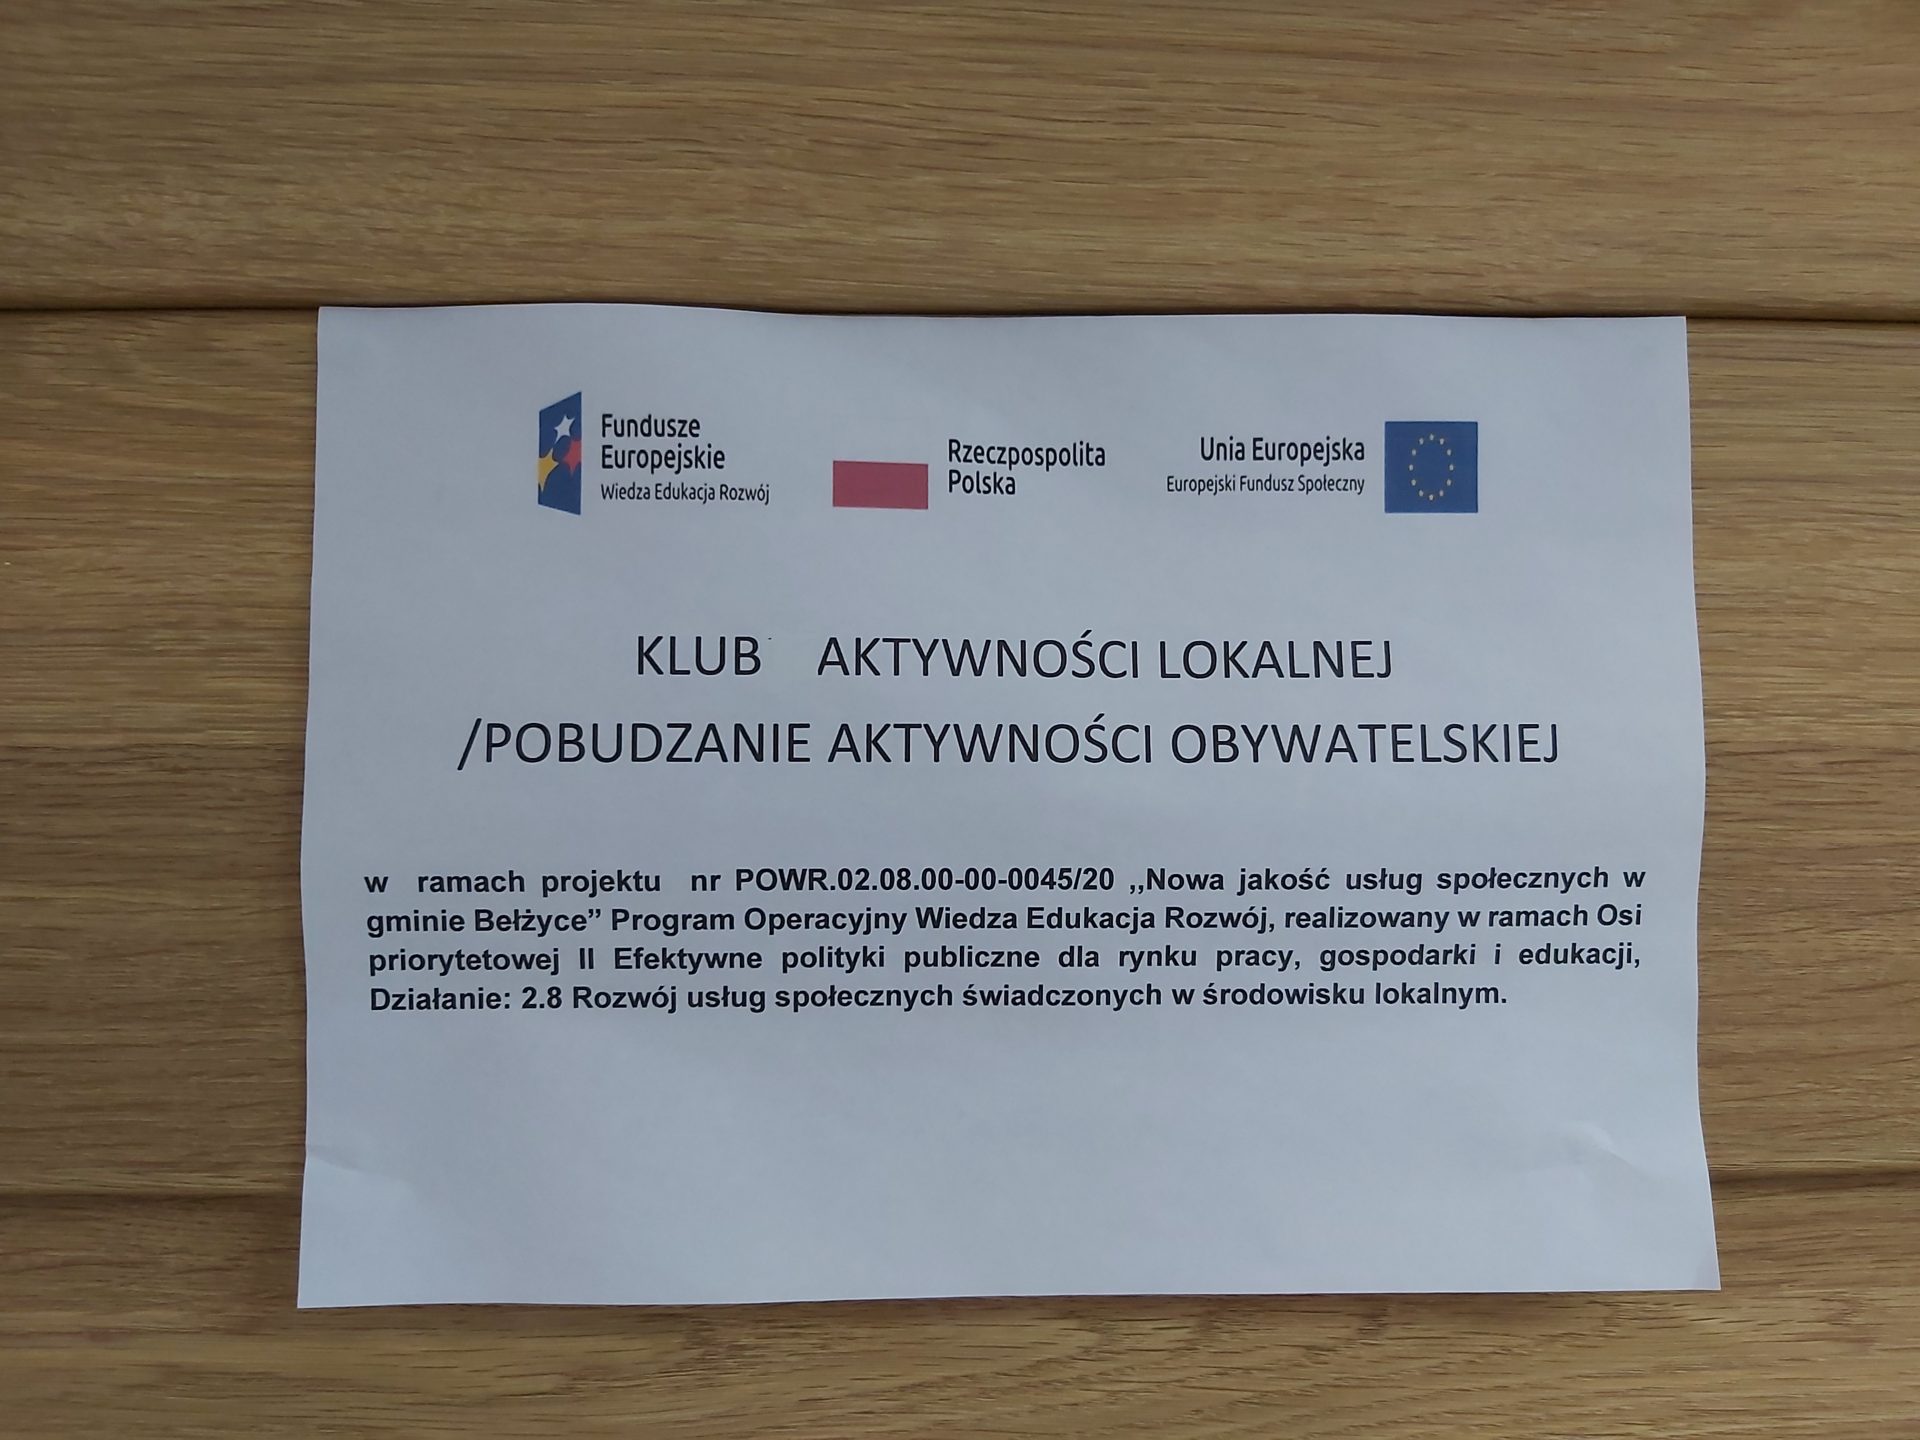 Fundusze
Europejskie
Wiedza Edukacja Rozwój
Rzeczpospolita
Polska
Unia Europejska
Europejski Fundusz Społeczny
KLUB AKTYWNOŚCI LOKALNEJ
/POBUDZANIE AKTYWNOŚCI OBYWATELSKIEJ
w ramach projektu nr POWR.02.08.00-00-0045/20 ,,Nowa jakość usług społecznych w
gminie Bełżyce” Program Operacyjny Wiedza Edukacja Rozwój, realizowany w ramach Osi
priorytetowej II Efektywne polityki publiczne dla rynku pracy, gospodarki i edukacji,
Działanie: 2.8 Rozwój usług społecznych świadczonych w środowisku lokalnym.